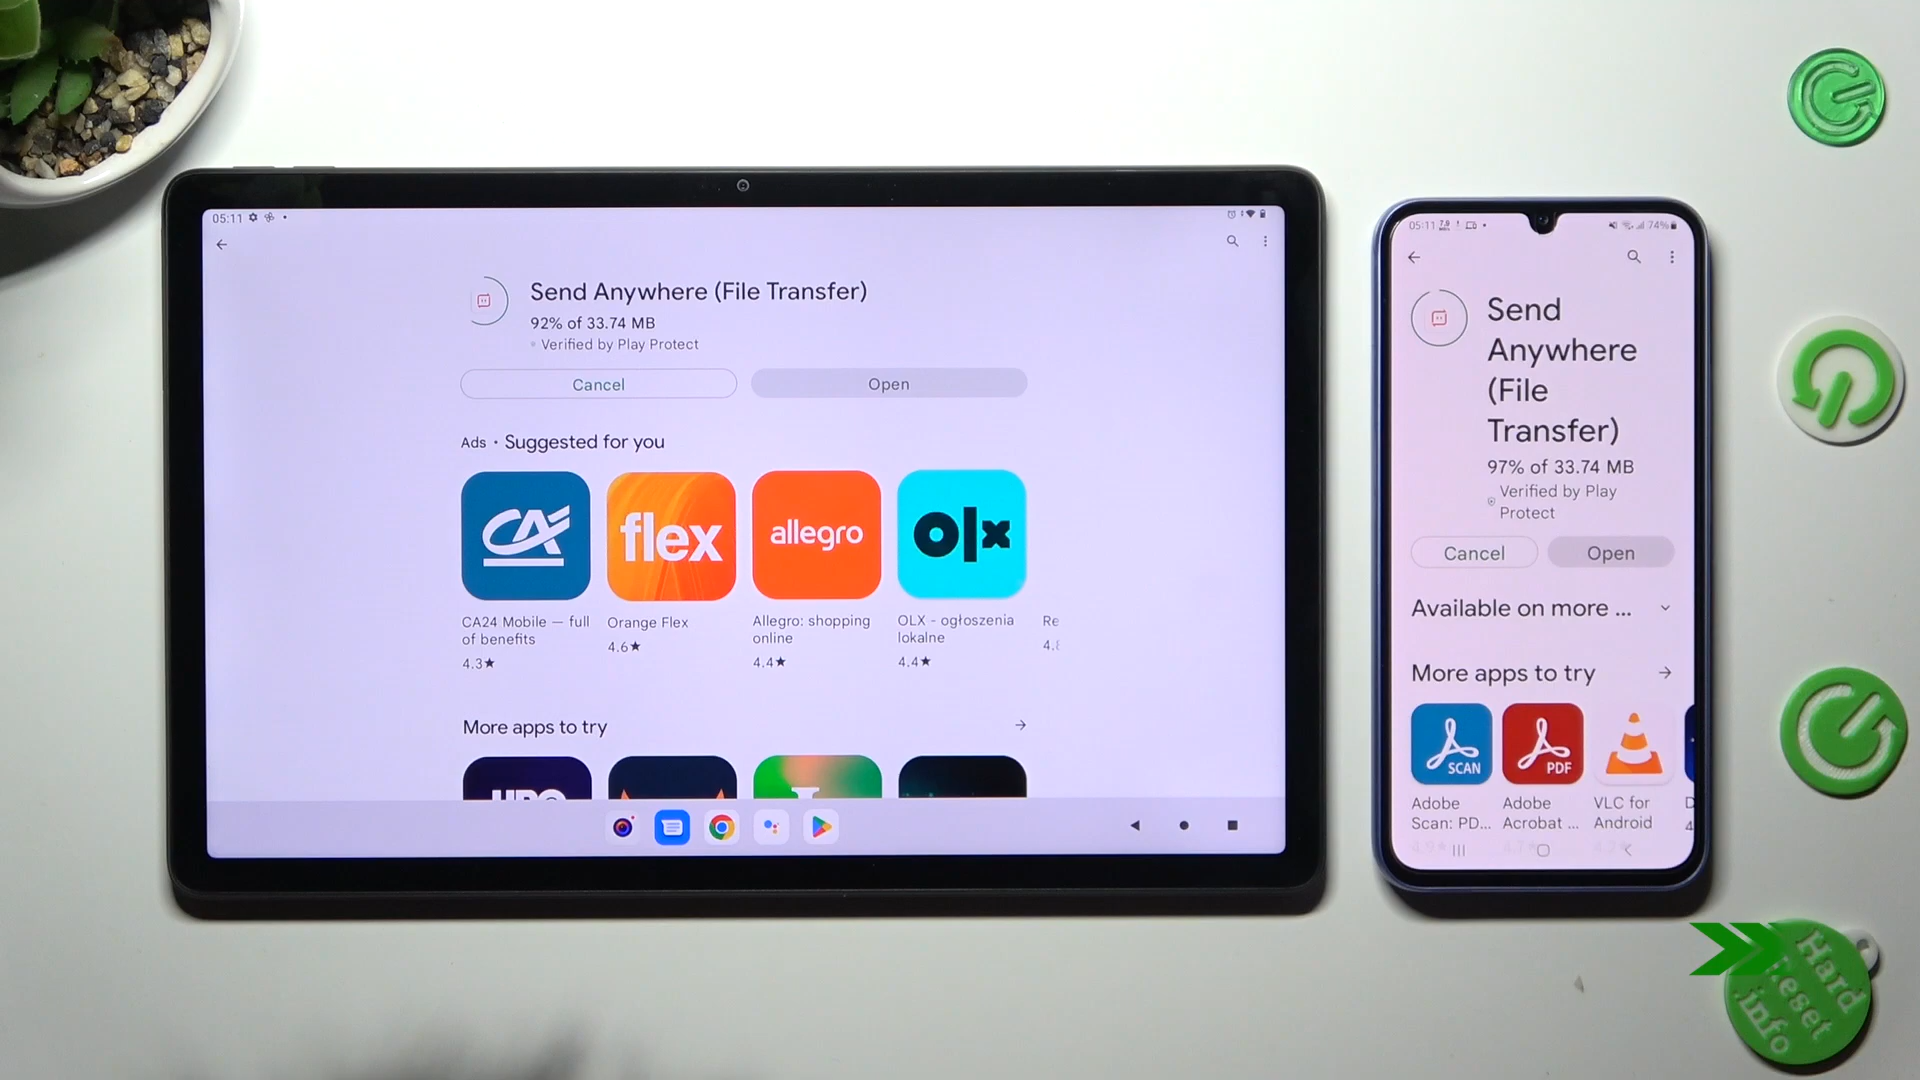 05:11
Send Anywhere (File Transfer)
92% of 33.74 MB
Verified by Play Protect
Cancel
Open
Ads • Suggested for you
CA
flex
allegro
olx
CA24 Mobile — full
of benefits
4.3★
Orange Flex
4.6★
Allegro: shopping
online
4.4★
OLX - ogłoszenia
lokalne
4.4★
Re
More apps to try
05:11
74%
Send
Anywhere
(File
Transfer)
97% of 33.74 MB
Verified by Play
Protect
Cancel
Open
Available on more ...
More apps to try
SCAN
PDF
Adobe
Scan: PD...
Adobe
Acrobat ...
VLC for
Android
Hard
Reset
info